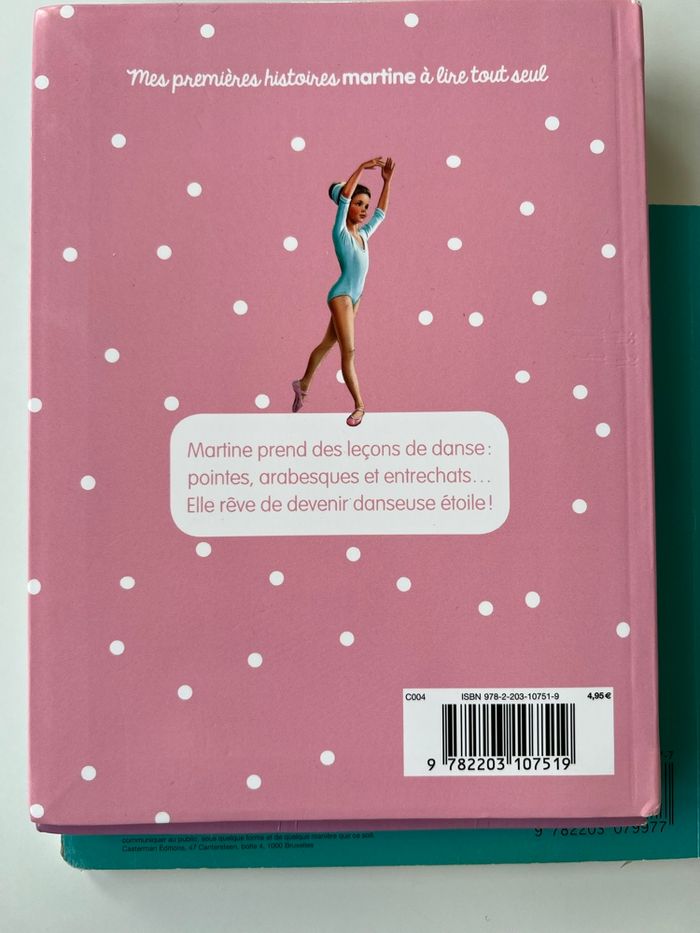 Mes premières histoires martine à lire tout seul
Martine prend des leçons de danse :
pointes, arabesques et entrechats…
Elle rêve de devenir danseuse étoile !
C004 ISBN 978-2-203-10751-9 4,95 €
9 782203 107519
9 782203 079977
communiquer au public, sous quelque forme et de quelque manière que ce soit.
Casterman Éditions, 47 Cantersteen, boîte 4, 1000 Bruxelles